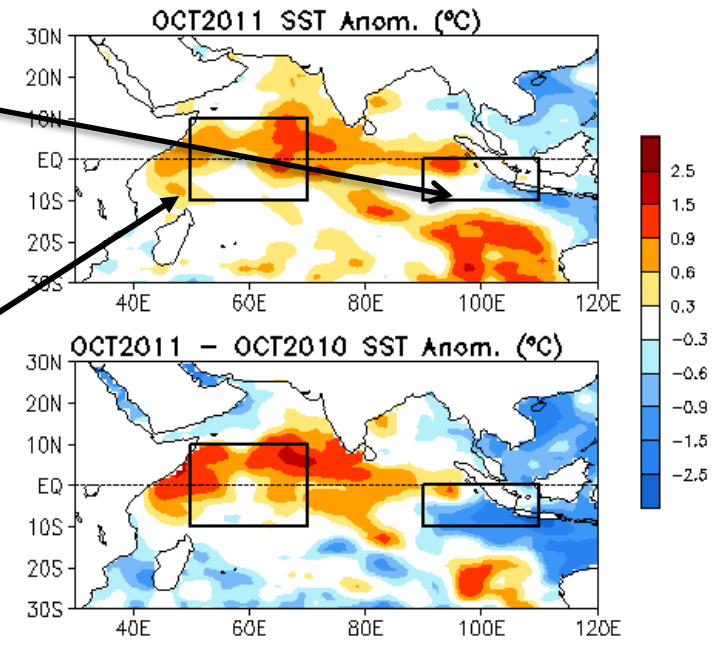 OCT2011 SST Anom. (ºC)
30N
20N
10N
EQ
10S
20S
30S
40E 60E 80E 100E 120E
OCT2011 – OCT2010 SST Anom. (ºC)
30N
20N
10N
EQ
10S
20S
30S
40E 60E 80E 100E 120E
2.5
1.5
0.9
0.6
0.3
−0.3
−0.6
−0.9
−1.5
−2.5